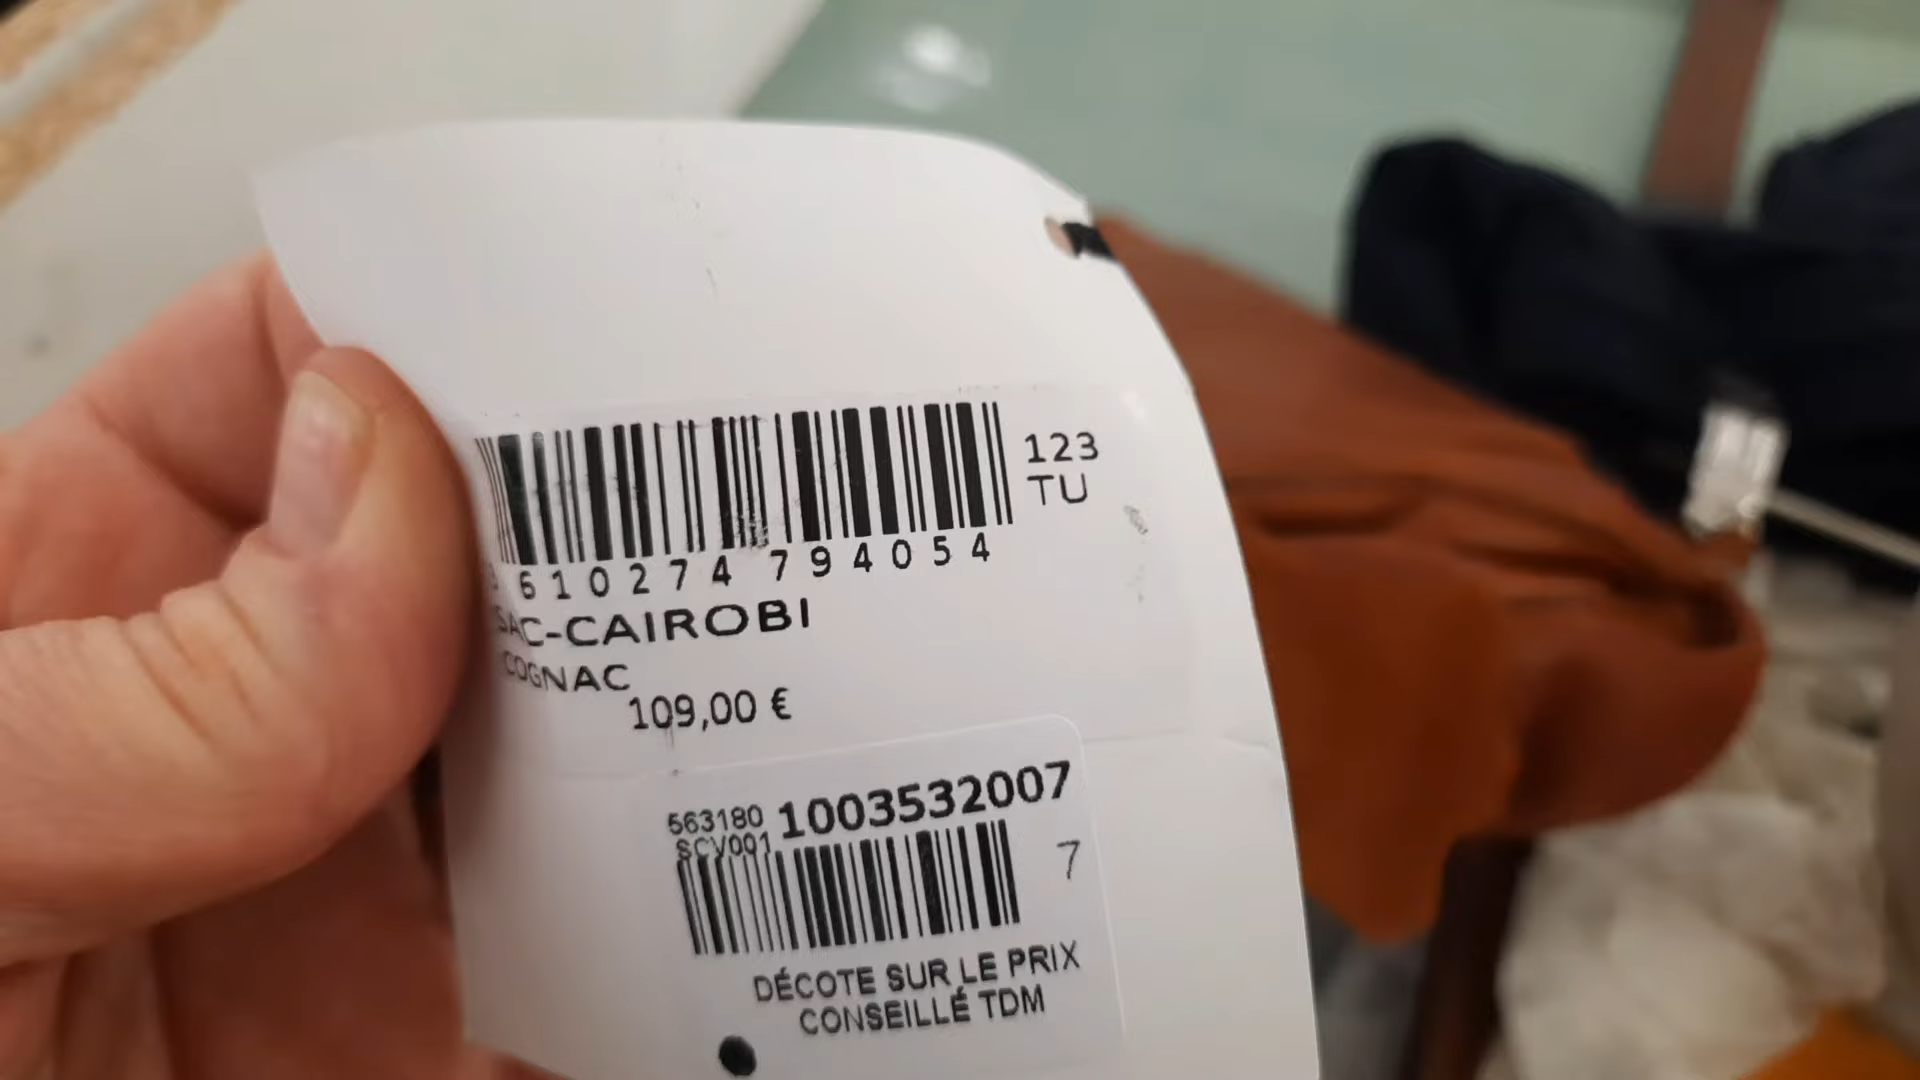 123
TU
3 610274 794054
SAC-CAIROBI
COGNAC
109,00 €
563180 1003532007
SCV001
7
DÉCOTE SUR LE PRIX
CONSEILLÉ TDM